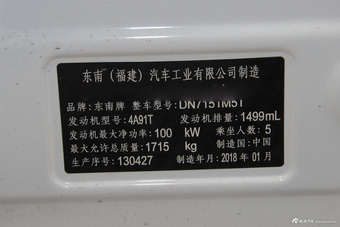 东南（福建）汽车工业有限公司制造
品牌：东南牌 整车型号：DN7151M5T
发动机型号：4A91T 发动机排量：1499mL
发动机最大净功率：100 kW 乘坐人数：5
最大允许总质量：1715 kg 制造国：中国
生产序号：130427 制造年月：2018 年 01 月